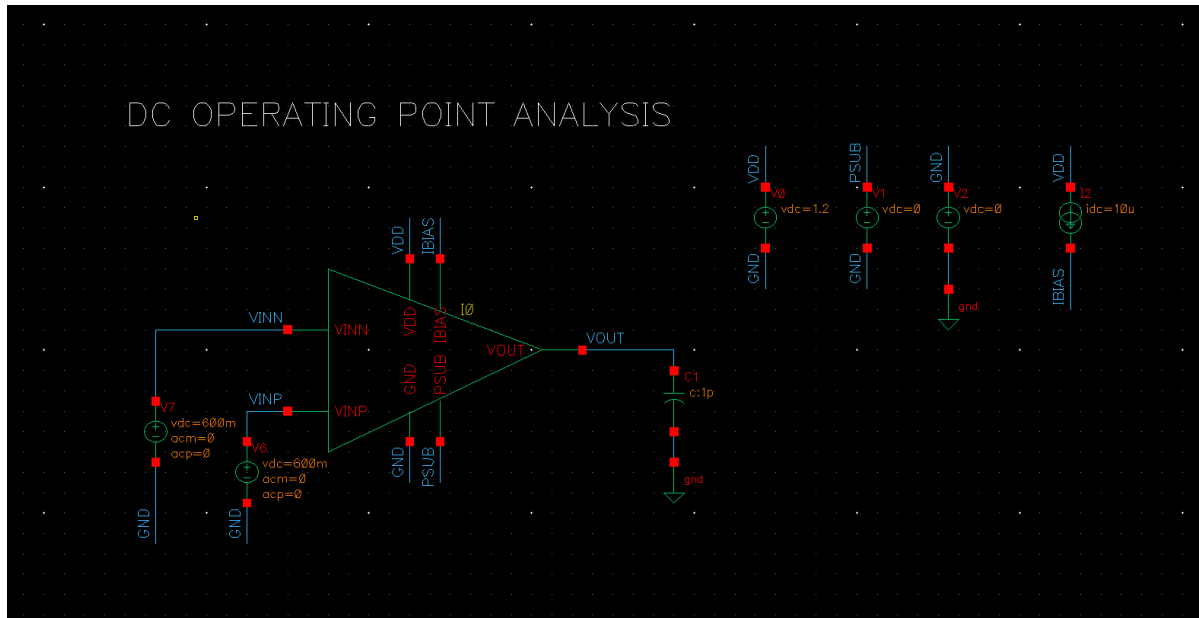 DC OPERATING POINT ANALYSIS
VDD
V0
vdc=1.2
GND
PSUB
V1
vdc=0
GND
GND
V2
vdc=0
gnd
VDD
I2
idc=10u
IBIAS
VDD
IBIAS
I0
VINN
VINN
VDD
IBIAS
VOUT
VOUT
GND
PSUB
VINP
VINP
GND
PSUB
V7
vdc=600m
acm=0
acp=0
GND
V6
vdc=600m
acm=0
acp=0
GND
C1
c:1p
gnd